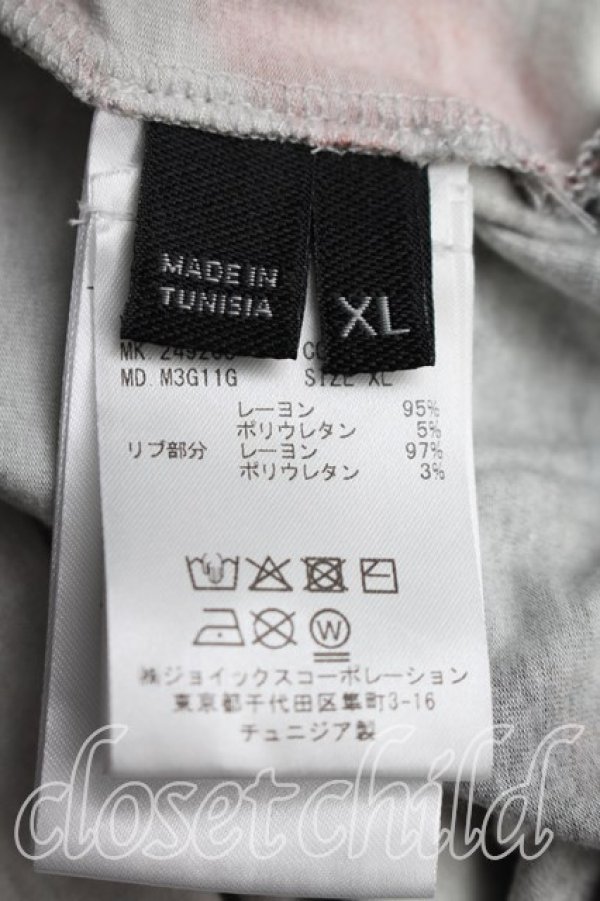 MADE IN
TUNISIA
XL
MD M3G11G SIZE XL
レーヨン 95%
ポリウレタン 5%
リブ部分 レーヨン 97%
ポリウレタン 3%
W
㈱ジョイックスコーポレーション
東京都千代田区隼町3-16
チュニジア製
closetchild